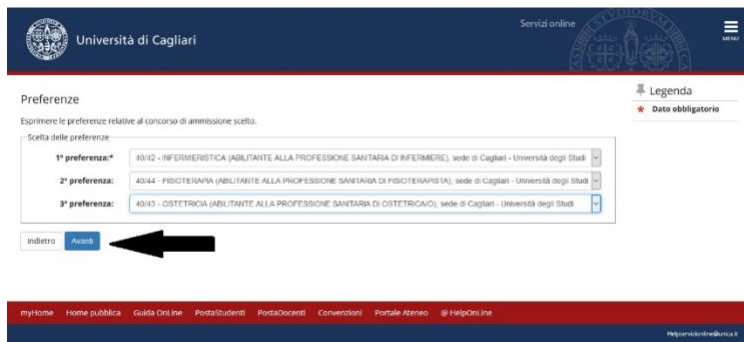 Università di Cagliari
Servizi online
MENU
Preferenze
Esprimere le preferenze relative al concorso di ammissione scelto.
Scelta delle preferenze
1ª preferenza:* 40/42 - INFERMIERISTICA (ABILITANTE ALLA PROFESSIONE SANITARIA DI INFERMIERE), sede di Cagliari - Università degli Studi
2ª preferenza: 40/44 - FISIOTERAPIA (ABILITANTE ALLA PROFESSIONE SANITARIA DI FISIOTERAPISTA), sede di Cagliari - Università degli Studi
3ª preferenza: 40/43 - OSTETRICIA (ABILITANTE ALLA PROFESSIONE SANITARIA DI OSTETRICA/O), sede di Cagliari - Università degli Studi
Indietro Avanti
Legenda
* Dato obbligatorio
myHome Home pubblica Guida OnLine PostaStudenti PostaDocenti Convenzioni Portale Ateneo @ HelpOnLine
Helpservizionline@unica.it